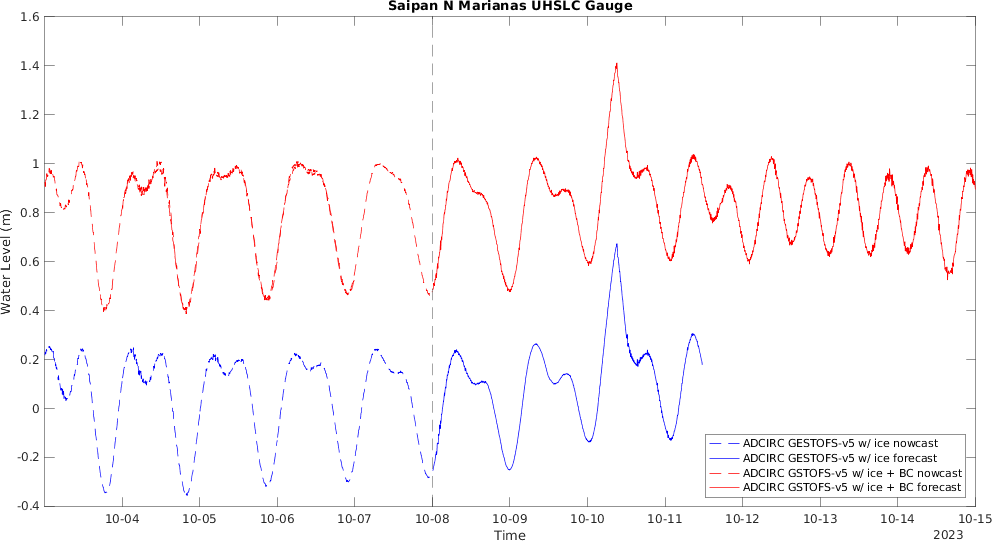 Saipan N Marianas UHSLC Gauge
1.6
1.4
1.2
1
0.8
0.6
0.4
0.2
0
-0.2
-0.4
Water Level (m)
ADCIRC GESTOFS-v5 w/ ice nowcast
ADCIRC GESTOFS-v5 w/ ice forecast
ADCIRC GSTOFS-v5 w/ ice + BC nowcast
ADCIRC GSTOFS-v5 w/ ice + BC forecast
10-04 10-05 10-06 10-07 10-08 10-09 10-10 10-11 10-12 10-13 10-14 10-15
Time
2023